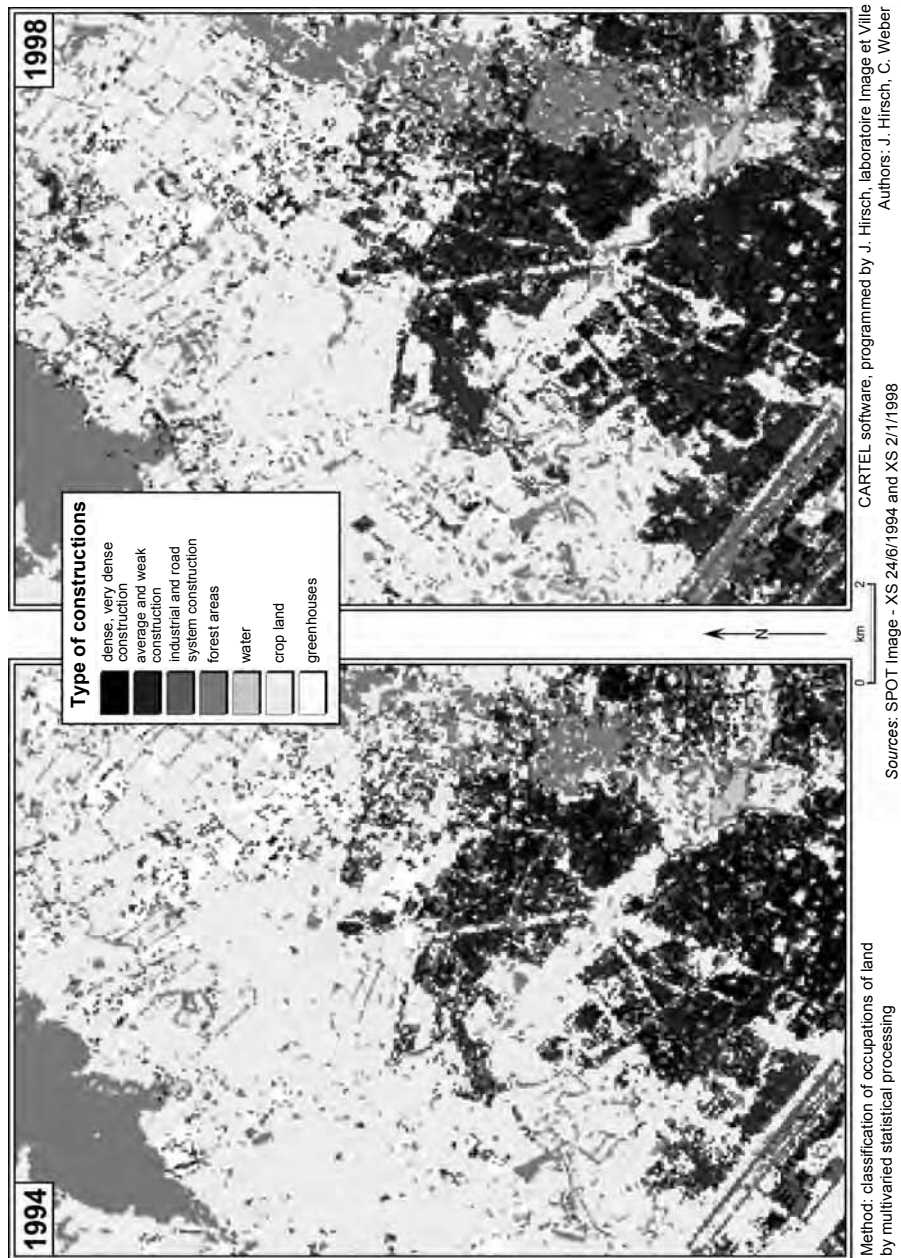 1994
1998
Type of constructions
dense, very dense
construction
average and weak
construction
industrial and road
system construction
forest areas
water
crop land
greenhouses
N
0
km
2
Method: classification of occupations of land
by multivaried statistical processing
CARTEL software, programmed by J. Hirsch, laboratoire Image et Ville
Sources: SPOT Image - XS 24/6/1994 and XS 2/1/1998
Authors: J. Hirsch, C. Weber